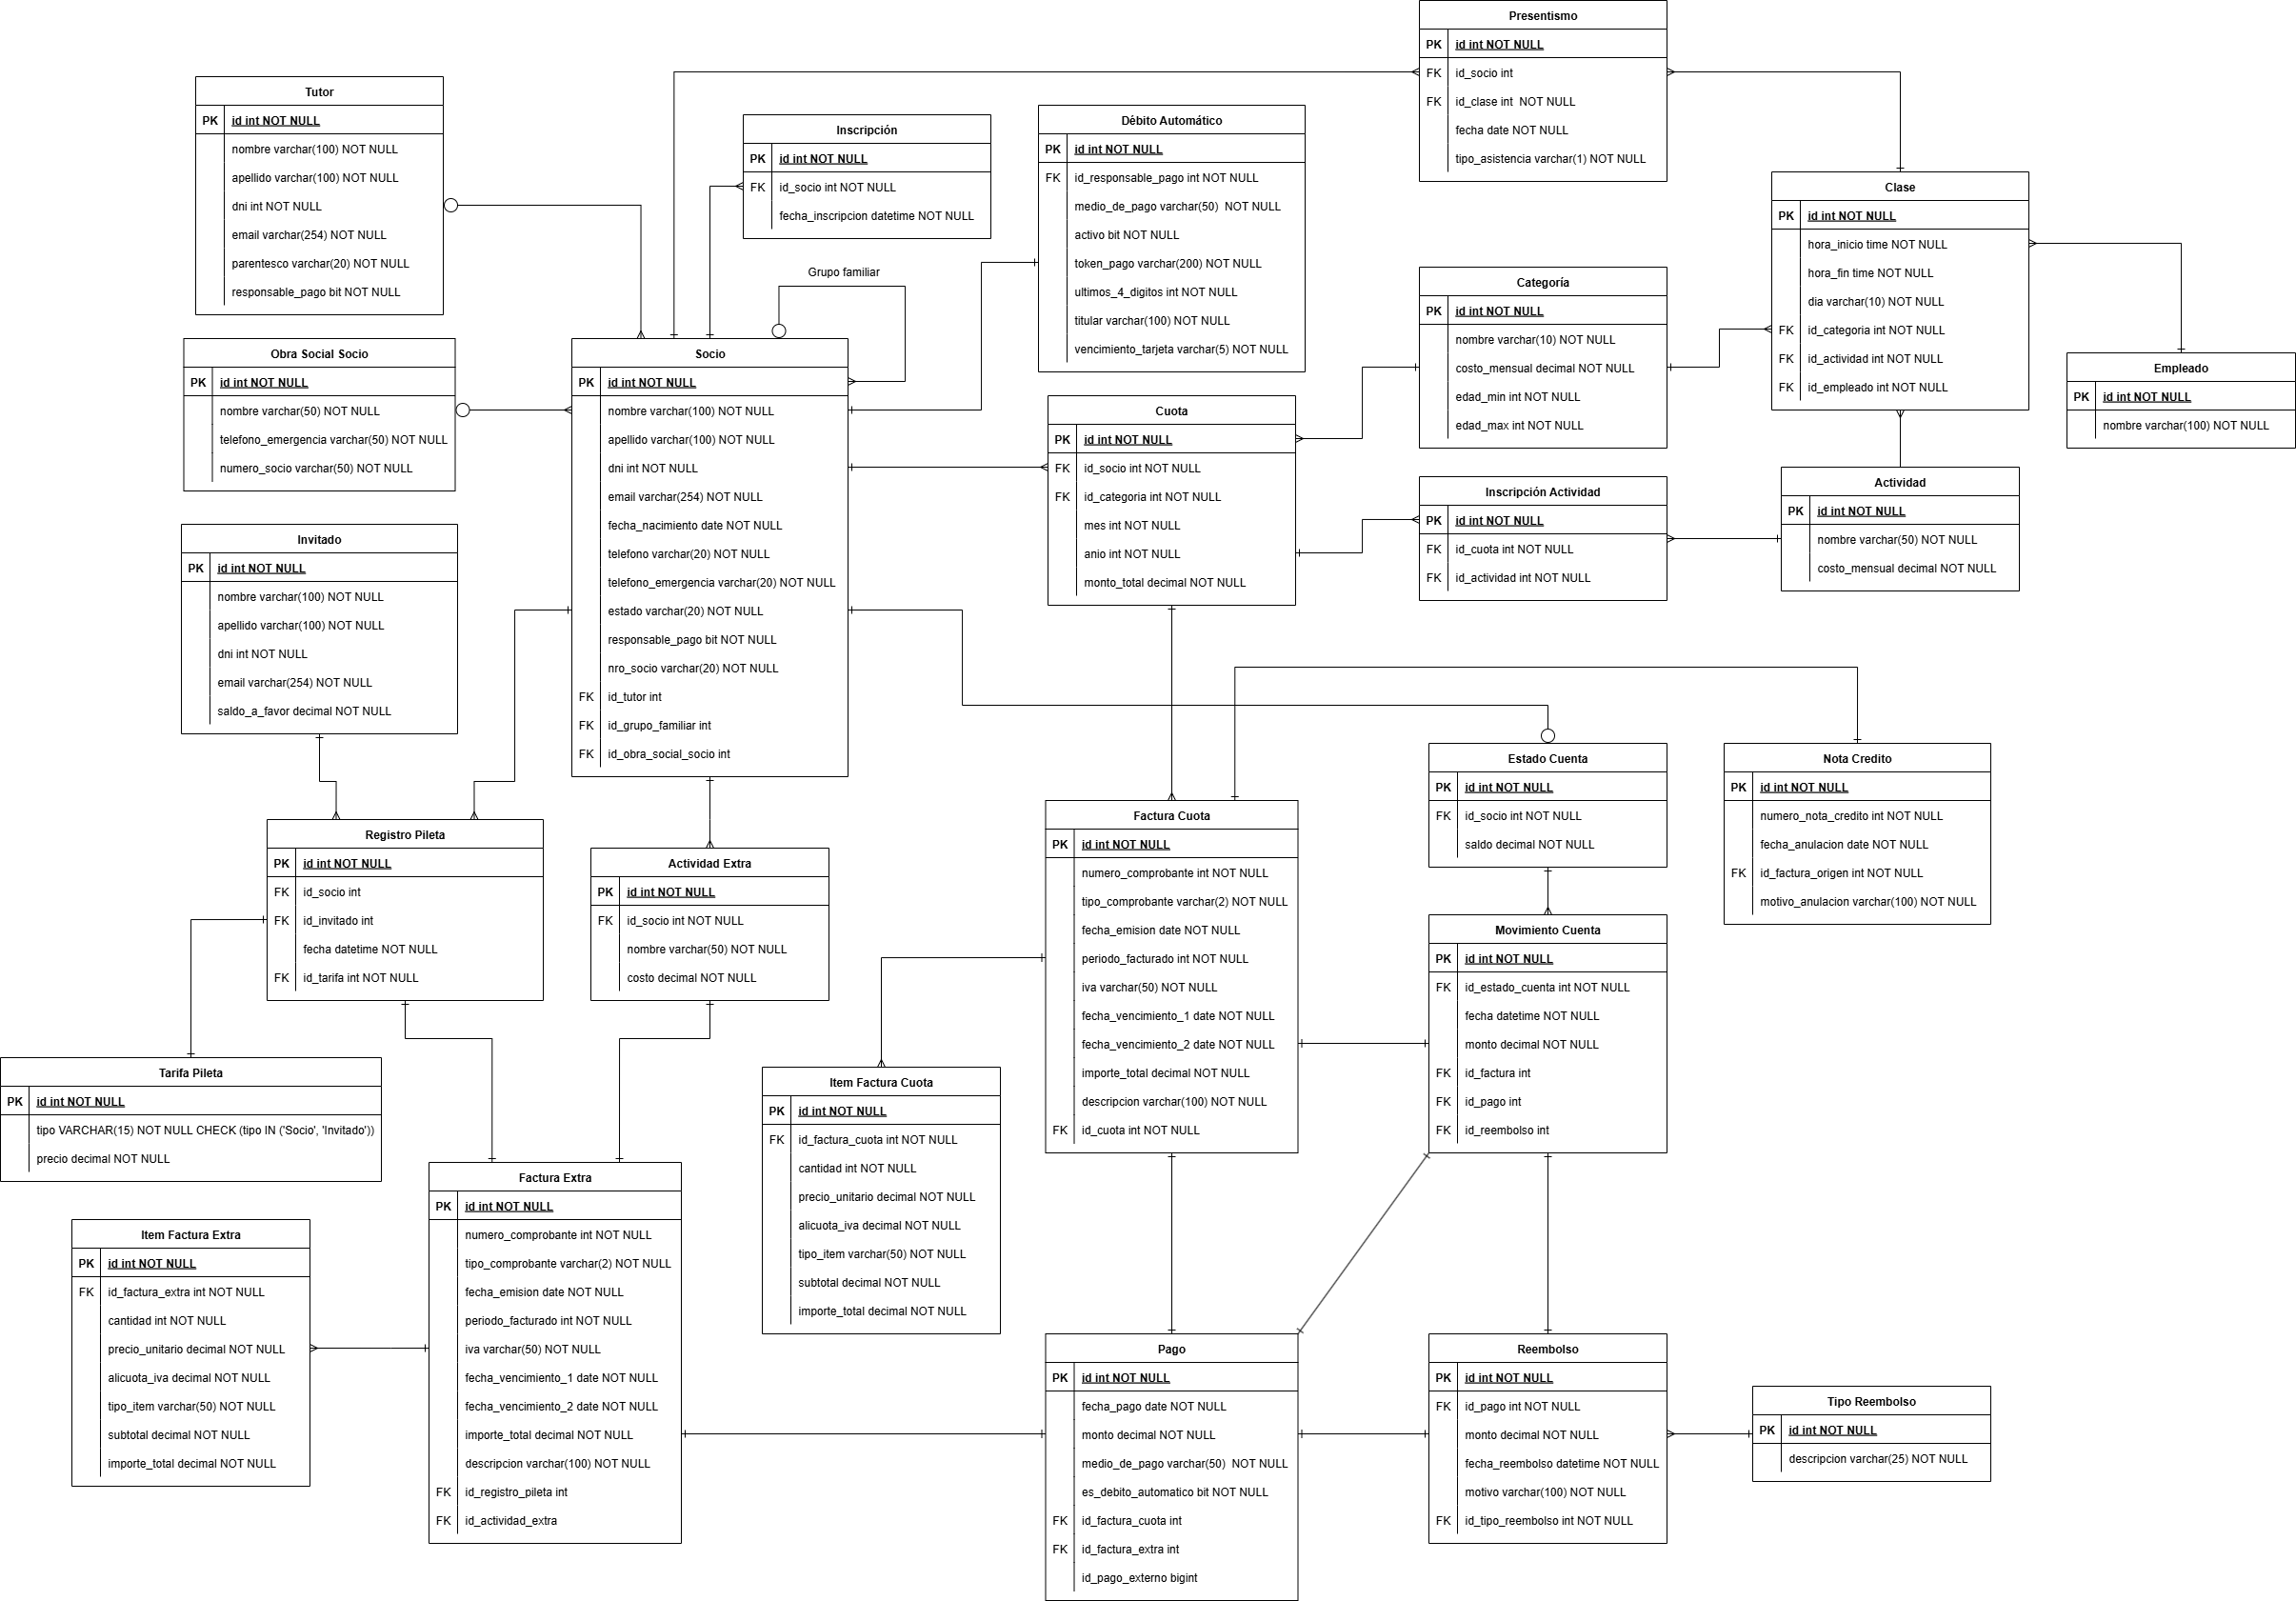 Presentismo
PK id int NOT NULL
FK id_socio int
FK id_clase int  NOT NULL
fecha date NOT NULL
tipo_asistencia varchar(1) NOT NULL
Tutor
PK id int NOT NULL
nombre varchar(100) NOT NULL
apellido varchar(100) NOT NULL
dni int NOT NULL
email varchar(254) NOT NULL
parentesco varchar(20) NOT NULL
responsable_pago bit NOT NULL
Inscripción
PK id int NOT NULL
FK id_socio int NOT NULL
fecha_inscripcion datetime NOT NULL
Débito Automático
PK id int NOT NULL
FK id_responsable_pago int NOT NULL
medio_de_pago varchar(50)  NOT NULL
activo bit NOT NULL
token_pago varchar(200) NOT NULL
ultimos_4_digitos int NOT NULL
titular varchar(100) NOT NULL
vencimiento_tarjeta varchar(5) NOT NULL
Clase
PK id int NOT NULL
hora_inicio time NOT NULL
hora_fin time NOT NULL
dia varchar(10) NOT NULL
FK id_categoria int NOT NULL
FK id_actividad int NOT NULL
FK id_empleado int NOT NULL
Grupo familiar
Categoría
PK id int NOT NULL
nombre varchar(10) NOT NULL
costo_mensual decimal NOT NULL
edad_min int NOT NULL
edad_max int NOT NULL
Empleado
PK id int NOT NULL
nombre varchar(100) NOT NULL
Obra Social Socio
PK id int NOT NULL
nombre varchar(50) NOT NULL
telefono_emergencia varchar(50) NOT NULL
numero_socio varchar(50) NOT NULL
Socio
PK id int NOT NULL
nombre varchar(100) NOT NULL
apellido varchar(100) NOT NULL
dni int NOT NULL
email varchar(254) NOT NULL
fecha_nacimiento date NOT NULL
telefono varchar(20) NOT NULL
telefono_emergencia varchar(20) NOT NULL
estado varchar(20) NOT NULL
responsable_pago bit NOT NULL
nro_socio varchar(20) NOT NULL
FK id_tutor int
FK id_grupo_familiar int
FK id_obra_social_socio int
Cuota
PK id int NOT NULL
FK id_socio int NOT NULL
FK id_categoria int NOT NULL
mes int NOT NULL
anio int NOT NULL
monto_total decimal NOT NULL
Inscripción Actividad
PK id int NOT NULL
FK id_cuota int NOT NULL
FK id_actividad int NOT NULL
Actividad
PK id int NOT NULL
nombre varchar(50) NOT NULL
costo_mensual decimal NOT NULL
Invitado
PK id int NOT NULL
nombre varchar(100) NOT NULL
apellido varchar(100) NOT NULL
dni int NOT NULL
email varchar(254) NOT NULL
saldo_a_favor decimal NOT NULL
Estado Cuenta
PK id int NOT NULL
FK id_socio int NOT NULL
saldo decimal NOT NULL
Nota Credito
PK id int NOT NULL
numero_nota_credito int NOT NULL
fecha_anulacion date NOT NULL
FK id_factura_origen int NOT NULL
motivo_anulacion varchar(100) NOT NULL
Registro Pileta
PK id int NOT NULL
FK id_socio int
FK id_invitado int
fecha datetime NOT NULL
FK id_tarifa int NOT NULL
Actividad Extra
PK id int NOT NULL
FK id_socio int NOT NULL
nombre varchar(50) NOT NULL
costo decimal NOT NULL
Factura Cuota
PK id int NOT NULL
numero_comprobante int NOT NULL
tipo_comprobante varchar(2) NOT NULL
fecha_emision date NOT NULL
periodo_facturado int NOT NULL
iva varchar(50) NOT NULL
fecha_vencimiento_1 date NOT NULL
fecha_vencimiento_2 date NOT NULL
importe_total decimal NOT NULL
descripcion varchar(100) NOT NULL
FK id_cuota int NOT NULL
Movimiento Cuenta
PK id int NOT NULL
FK id_estado_cuenta int NOT NULL
fecha datetime NOT NULL
monto decimal NOT NULL
FK id_factura int
FK id_pago int
FK id_reembolso int
Tarifa Pileta
PK id int NOT NULL
tipo VARCHAR(15) NOT NULL CHECK (tipo IN ('Socio', 'Invitado'))
precio decimal NOT NULL
Item Factura Cuota
PK id int NOT NULL
FK id_factura_cuota int NOT NULL
cantidad int NOT NULL
precio_unitario decimal NOT NULL
alicuota_iva decimal NOT NULL
tipo_item varchar(50) NOT NULL
subtotal decimal NOT NULL
importe_total decimal NOT NULL
Factura Extra
PK id int NOT NULL
numero_comprobante int NOT NULL
tipo_comprobante varchar(2) NOT NULL
fecha_emision date NOT NULL
periodo_facturado int NOT NULL
iva varchar(50) NOT NULL
fecha_vencimiento_1 date NOT NULL
fecha_vencimiento_2 date NOT NULL
importe_total decimal NOT NULL
descripcion varchar(100) NOT NULL
FK id_registro_pileta int
FK id_actividad_extra
Item Factura Extra
PK id int NOT NULL
FK id_factura_extra int NOT NULL
cantidad int NOT NULL
precio_unitario decimal NOT NULL
alicuota_iva decimal NOT NULL
tipo_item varchar(50) NOT NULL
subtotal decimal NOT NULL
importe_total decimal NOT NULL
Pago
PK id int NOT NULL
fecha_pago date NOT NULL
monto decimal NOT NULL
medio_de_pago varchar(50)  NOT NULL
es_debito_automatico bit NOT NULL
FK id_factura_cuota int
FK id_factura_extra int
id_pago_externo bigint
Reembolso
PK id int NOT NULL
FK id_pago int NOT NULL
monto decimal NOT NULL
fecha_reembolso datetime NOT NULL
motivo varchar(100) NOT NULL
FK id_tipo_reembolso int NOT NULL
Tipo Reembolso
PK id int NOT NULL
descripcion varchar(25) NOT NULL